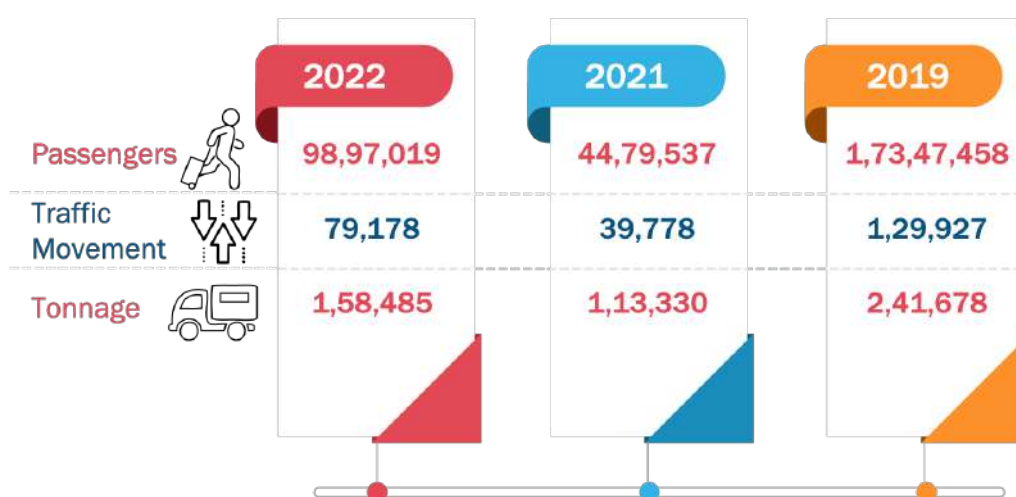 2022 2021 2019
Passengers 98,97,019 44,79,537 1,73,47,458
Traffic
Movement 79,178 39,778 1,29,927
Tonnage 1,58,485 1,13,330 2,41,678